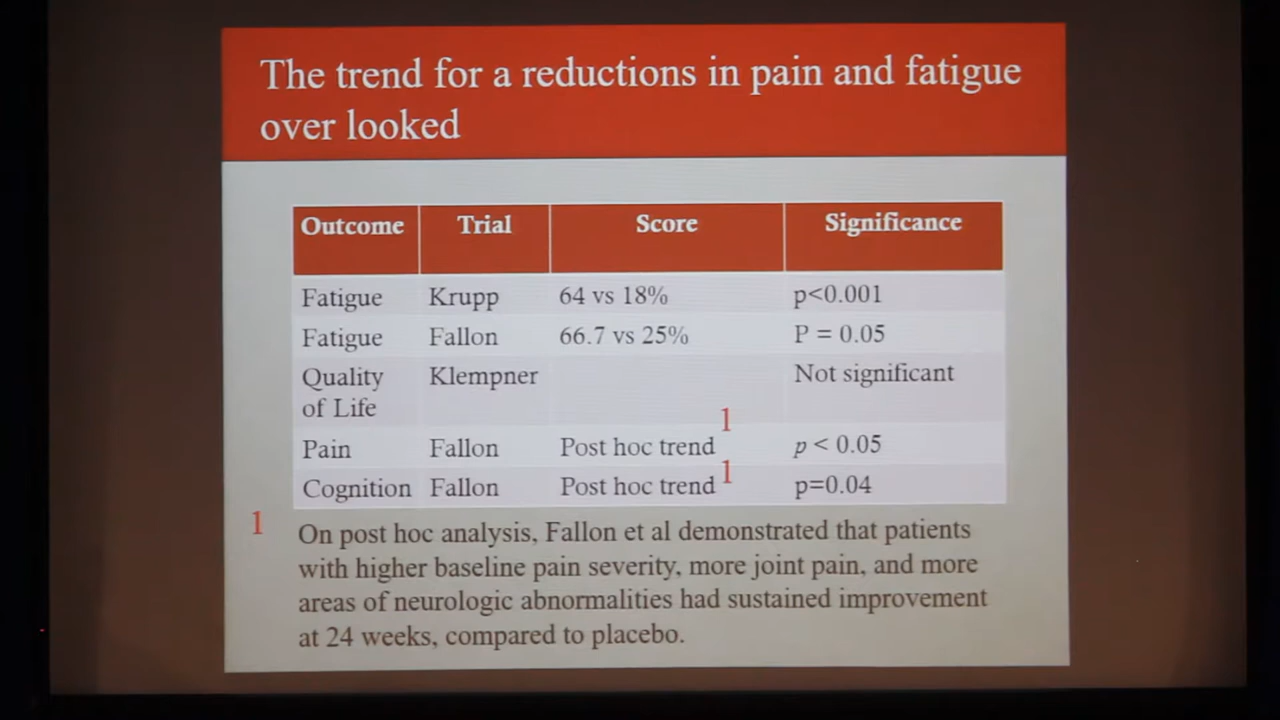 The trend for a reductions in pain and fatigue
over looked
Outcome Trial Score Significance
Fatigue Krupp 64 vs 18% p<0.001
Fatigue Fallon 66.7 vs 25% P = 0.05
Quality of Life Klempner Not significant
Pain Fallon Post hoc trend 1 p < 0.05
Cognition Fallon Post hoc trend 1 p=0.04
1 On post hoc analysis, Fallon et al demonstrated that patients
with higher baseline pain severity, more joint pain, and more
areas of neurologic abnormalities had sustained improvement
at 24 weeks, compared to placebo.